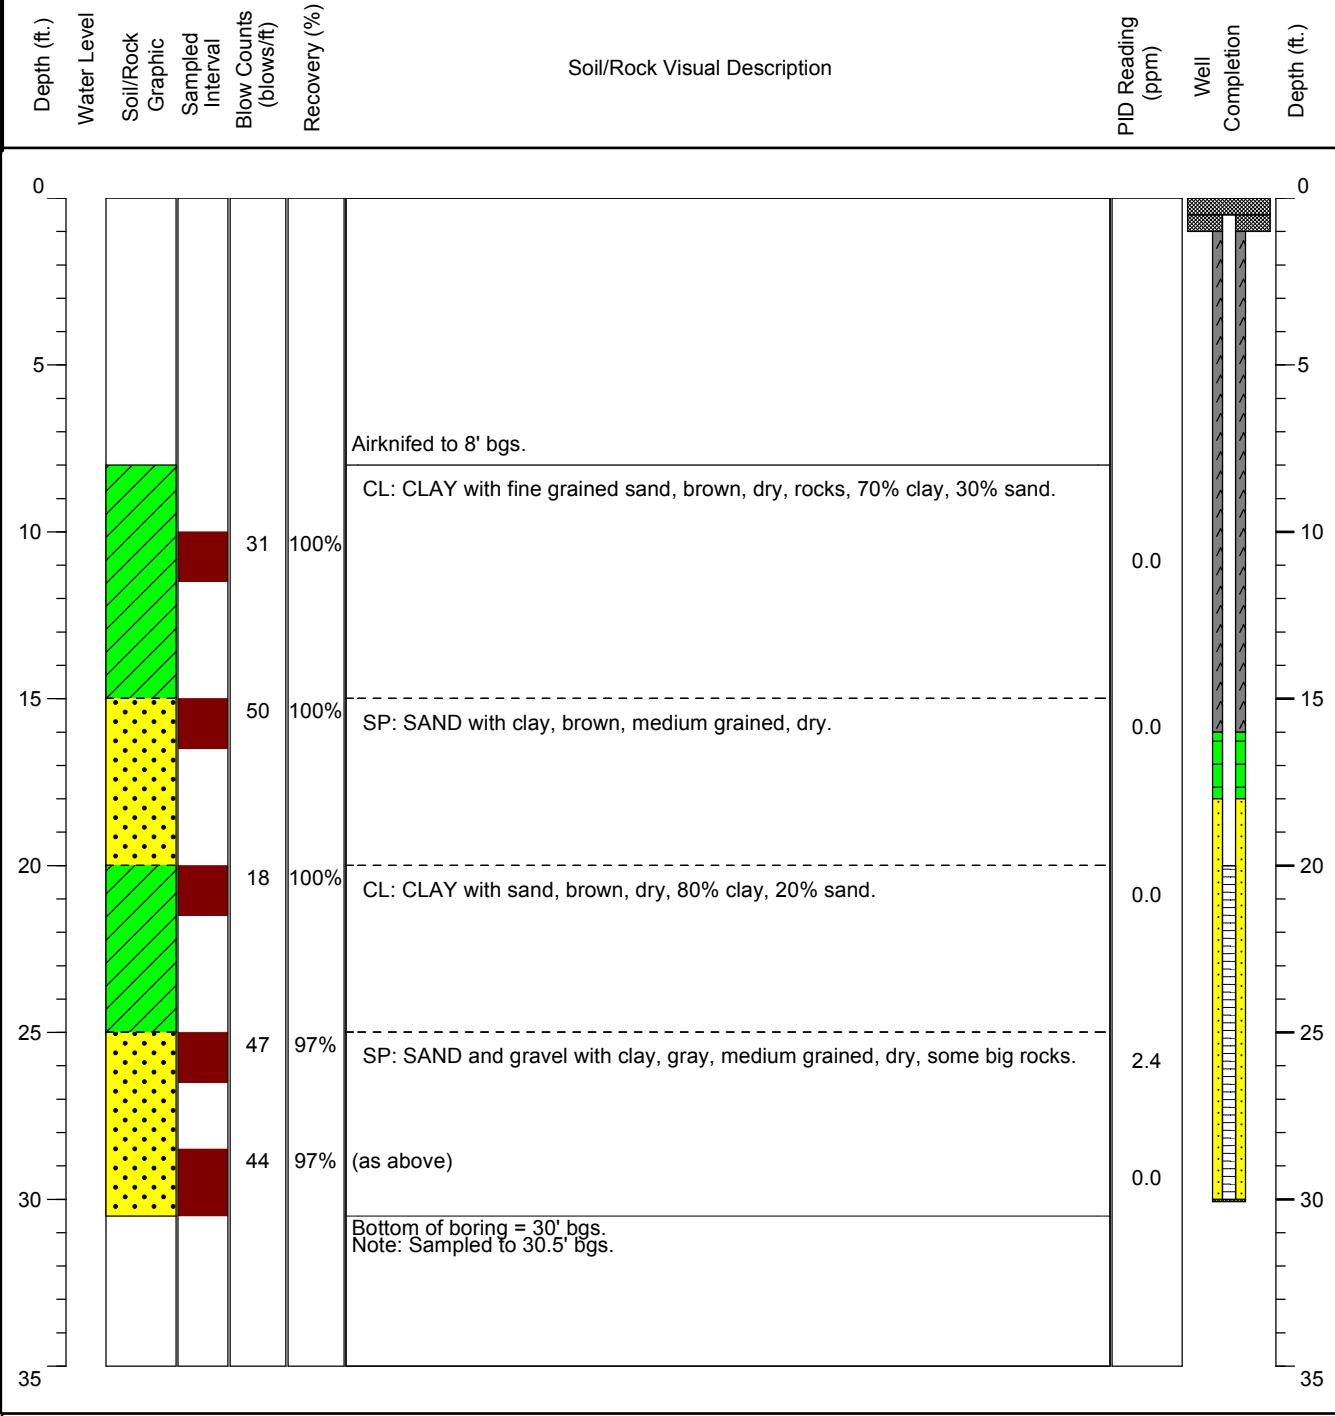 Depth (ft.)
Water Level
Soil/Rock
Graphic
Sampled
Interval
Blow Counts
(blows/ft)
Recovery (%)
Soil/Rock Visual Description
PID Reading
(ppm)
Well
Completion
Depth (ft.)
0 0
5 5
Airknifed to 8' bgs.
CL: CLAY with fine grained sand, brown, dry, rocks, 70% clay, 30% sand.
10 31 100% 0.0 10
15 50 100% 15
SP: SAND with clay, brown, medium grained, dry. 0.0
20 18 100% 20
CL: CLAY with sand, brown, dry, 80% clay, 20% sand. 0.0
25 47 97% 25
SP: SAND and gravel with clay, gray, medium grained, dry, some big rocks. 2.4
44 97% (as above) 0.0
30 30
Bottom of boring = 30' bgs.
Note: Sampled to 30.5' bgs.
35 35